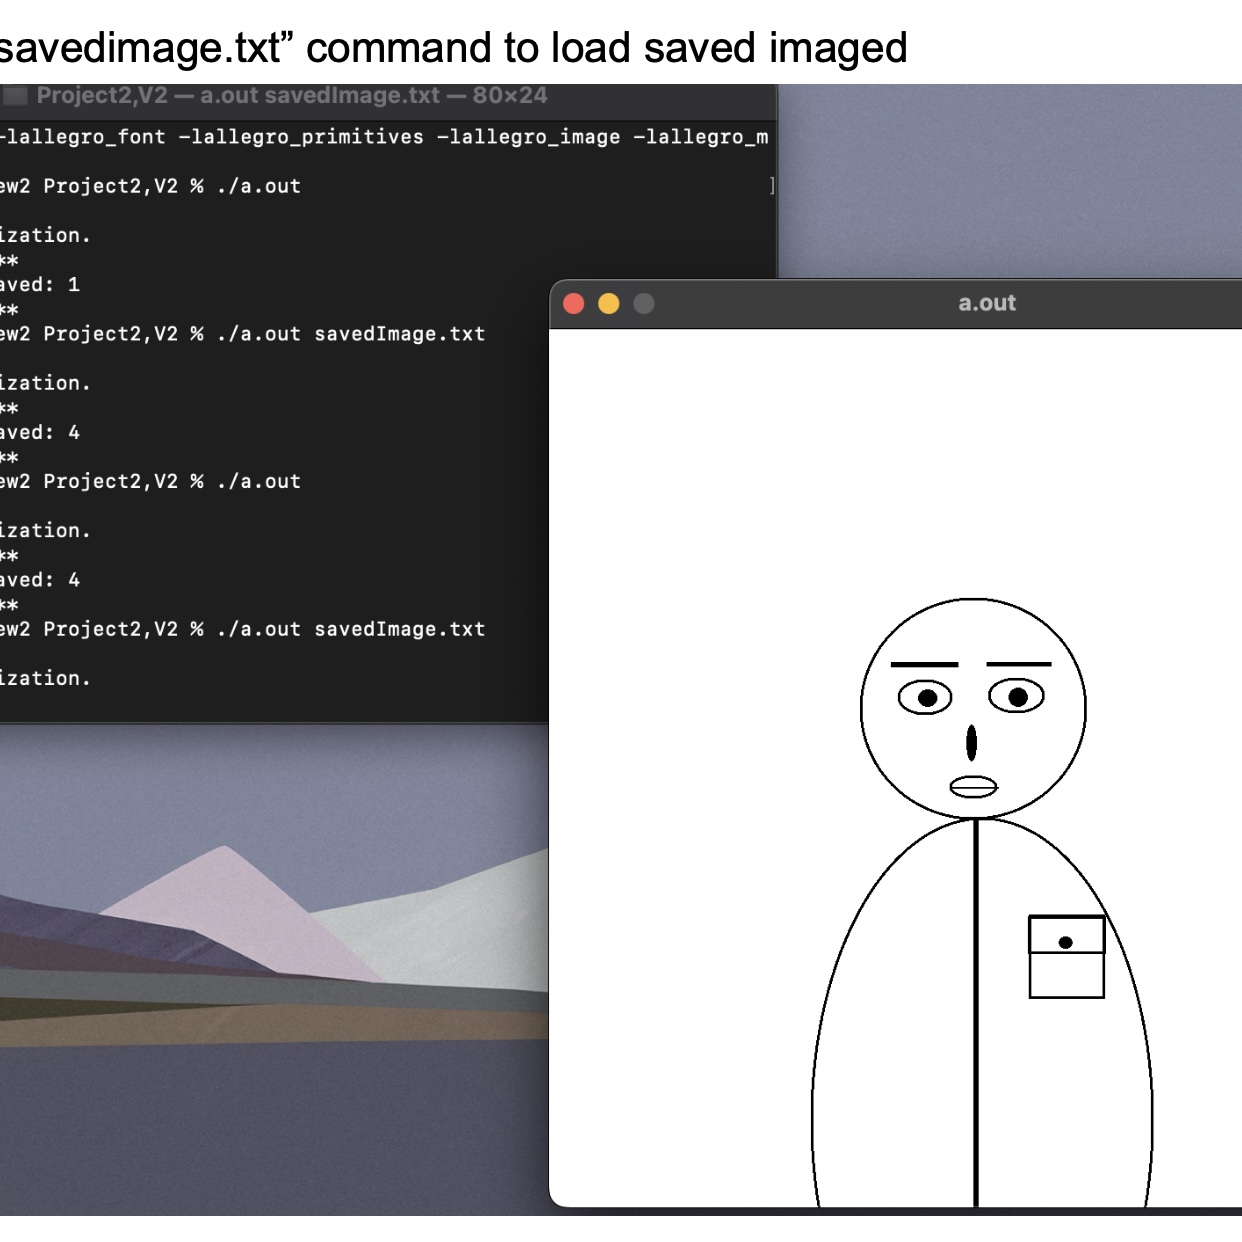 savedimage.txt” command to load saved imaged
Project2,V2 — a.out savedImage.txt — 80×24
-lallegro_font -lallegro_primitives -lallegro_image -lallegro_m
ew2 Project2,V2 % ./a.out ]
ization.
**
aved: 1
**
ew2 Project2,V2 % ./a.out savedImage.txt
ization.
**
aved: 4
**
ew2 Project2,V2 % ./a.out
ization.
**
aved: 4
**
ew2 Project2,V2 % ./a.out savedImage.txt
ization.
a.out